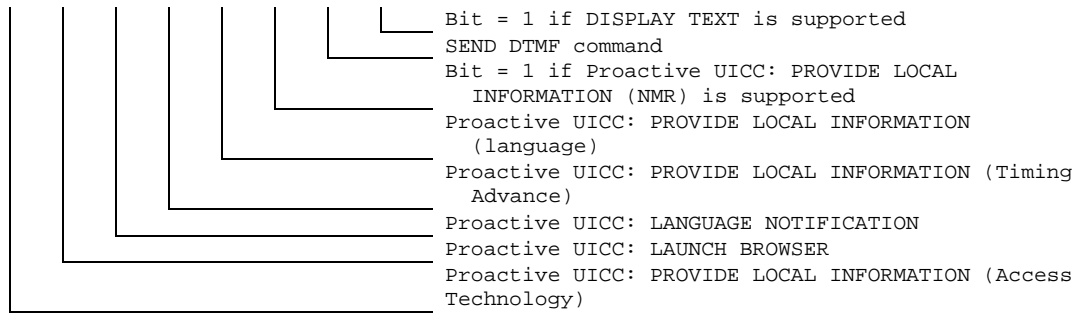 Bit = 1 if DISPLAY TEXT is supported
SEND DTMF command
Bit = 1 if Proactive UICC: PROVIDE LOCAL
INFORMATION (NMR) is supported
Proactive UICC: PROVIDE LOCAL INFORMATION
(language)
Proactive UICC: PROVIDE LOCAL INFORMATION (Timing
Advance)
Proactive UICC: LANGUAGE NOTIFICATION
Proactive UICC: LAUNCH BROWSER
Proactive UICC: PROVIDE LOCAL INFORMATION (Access
Technology)